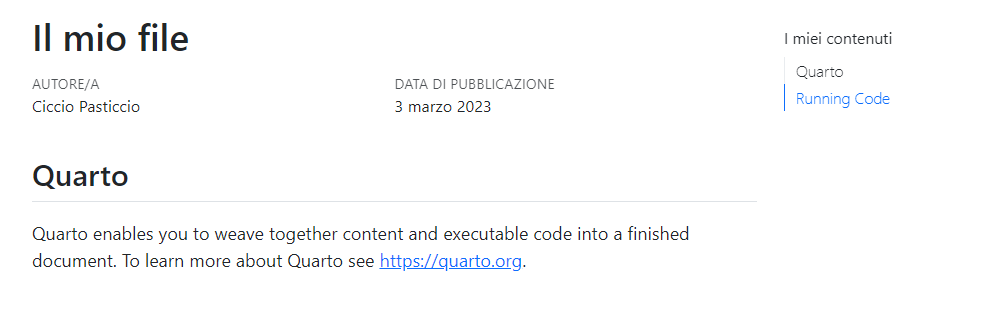 Il mio file
AUTORE/A
Ciccio Pasticcio
DATA DI PUBBLICAZIONE
3 marzo 2023
Quarto
Quarto enables you to weave together content and executable code into a finished
document. To learn more about Quarto see https://quarto.org.
I miei contenuti
Quarto
Running Code